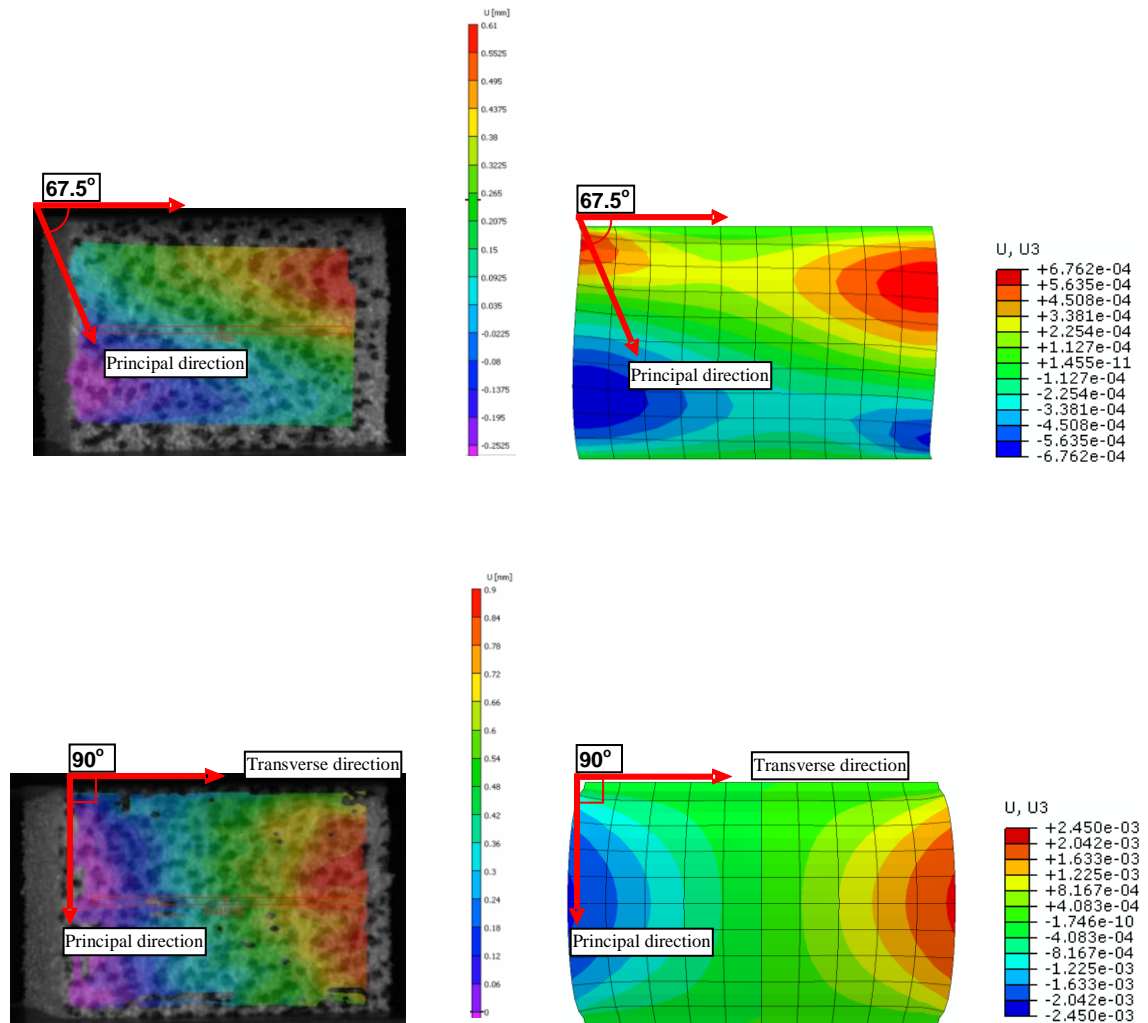 U [mm]
0.61
0.5525
0.495
0.4375
0.38
0.3225
0.265
0.2075
0.15
0.0925
0.035
-0.0225
-0.08
-0.1375
-0.195
-0.2525
67.5°
Principal direction
67.5°
Principal direction
U, U3
+6.762e-04
+5.635e-04
+4.508e-04
+3.381e-04
+2.254e-04
+1.127e-04
+1.455e-11
-1.127e-04
-2.254e-04
-3.381e-04
-4.508e-04
-5.635e-04
-6.762e-04
U [mm]
0.9
0.84
0.78
0.72
0.66
0.6
0.54
0.48
0.42
0.36
0.3
0.24
0.18
0.12
0.06
0
90°
Transverse direction
Principal direction
90°
Transverse direction
Principal direction
U, U3
+2.450e-03
+2.042e-03
+1.633e-03
+1.225e-03
+8.167e-04
+4.083e-04
-1.746e-10
-4.083e-04
-8.167e-04
-1.225e-03
-1.633e-03
-2.042e-03
-2.450e-03